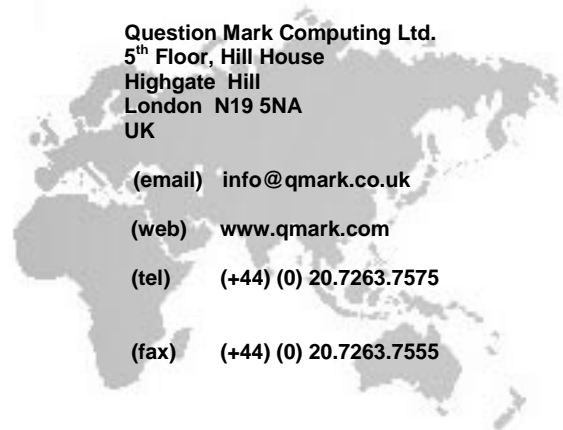 Question Mark Computing Ltd.
5th Floor, Hill House
Highgate Hill
London N19 5NA
UK
(email) info@qmark.co.uk
(web) www.qmark.com
(tel) (+44) (0) 20.7263.7575
(fax) (+44) (0) 20.7263.7555